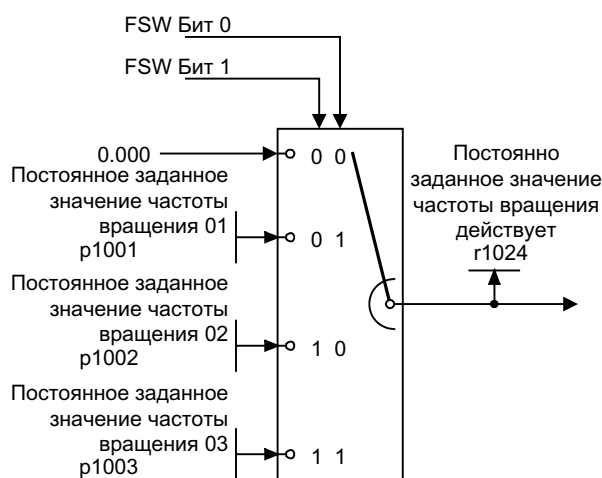 FSW Бит 0
FSW Бит 1
0.000
0 0
Постоянное заданное
значение частоты
вращения 01
p1001
0 1
Постоянное заданное
значение частоты
вращения 02
p1002
1 0
Постоянное заданное
значение частоты
вращения 03
p1003
1 1
Постоянно
заданное значение
частоты вращения
действует
r1024